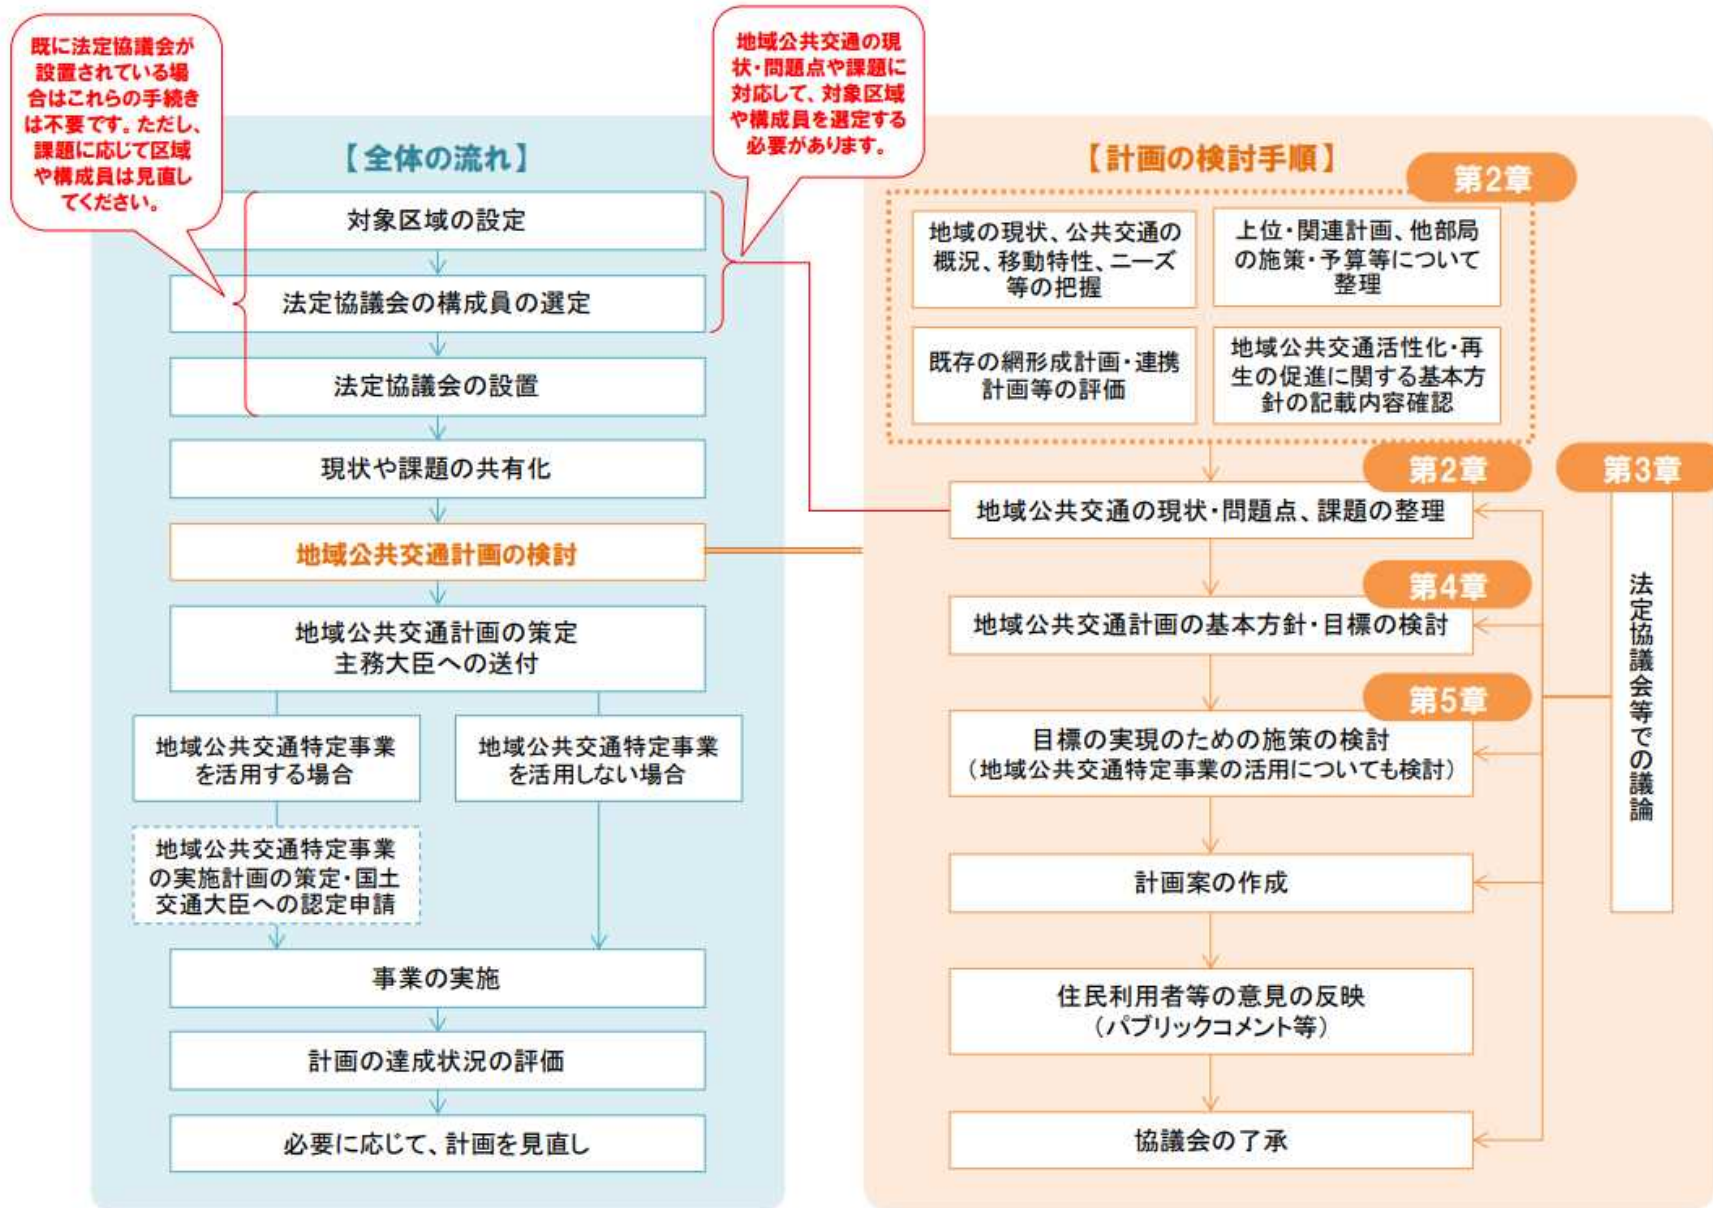 既に法定協議会が
設置されている場
合はこれらの手続き
は不要です。ただし、
課題に応じて区域
や構成員は見直し
てください。
地域公共交通の現
状・問題点や課題に
対応して、対象区域
や構成員を選定する
必要があります。
【全体の流れ】
対象区域の設定
法定協議会の構成員の選定
法定協議会の設置
現状や課題の共有化
地域公共交通計画の検討
地域公共交通計画の策定
主務大臣への送付
地域公共交通特定事業
を活用する場合
地域公共交通特定事業
を活用しない場合
地域公共交通特定事業
の実施計画の策定・国土
交通大臣への認定申請
事業の実施
計画の達成状況の評価
必要に応じて、計画を見直し
【計画の検討手順】
第2章
地域の現状、公共交通の
概況、移動特性、ニーズ
等の把握
上位・関連計画、他部局
の施策・予算等について
整理
既存の網形成計画・連携
計画等の評価
地域公共交通活性化・再
生の促進に関する基本方
針の記載内容確認
第2章
地域公共交通の現状・問題点、課題の整理
第4章
地域公共交通計画の基本方針・目標の検討
第5章
目標の実現のための施策の検討
（地域公共交通特定事業の活用についても検討）
計画案の作成
住民利用者等の意見の反映
（パブリックコメント等）
協議会の了承
第3章
法定協議会等での議論